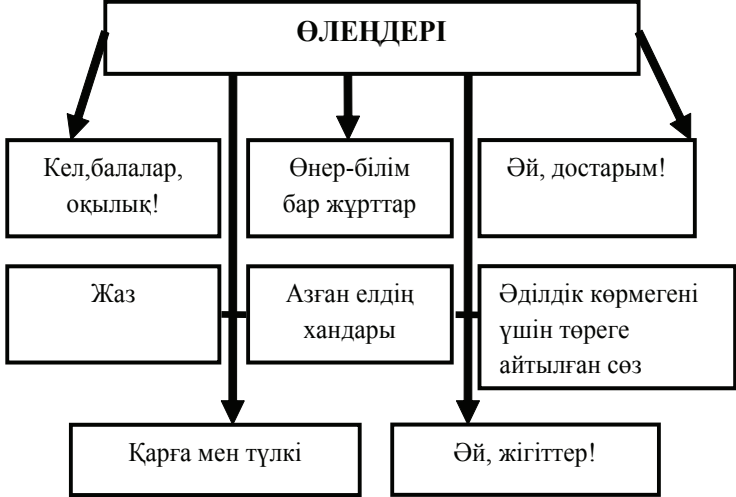 ӨЛЕҢДЕРІ
Кел,балалар,
оқылық!
Өнер-білім
бар жұрттар
Әй, достарым!
Жаз
Азған елдің
хандары
Әділдік көрмегені
үшін төреге
айтылған сөз
Қарға мен түлкі
Әй, жігіттер!